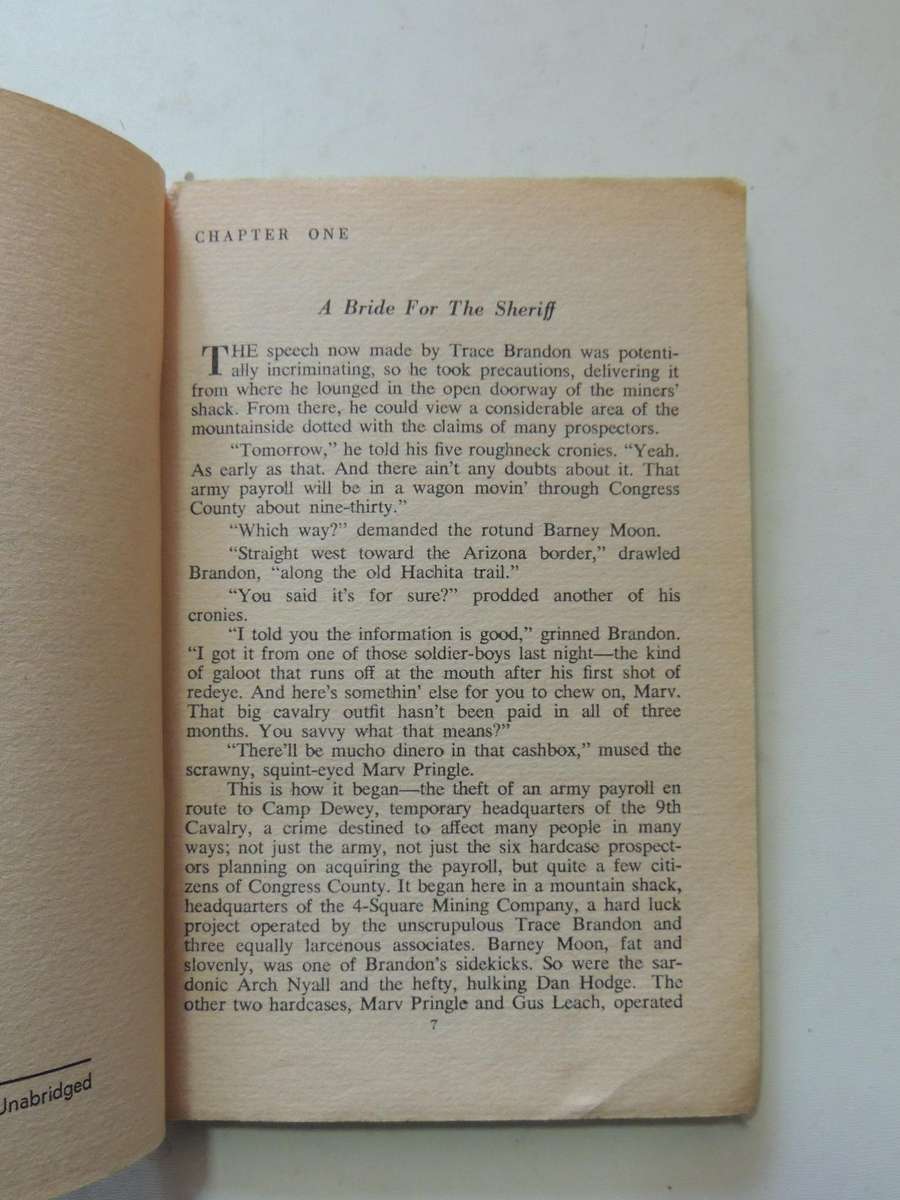 CHAPTER ONE
A Bride For The Sheriff
THE speech now made by Trace Brandon was potenti-
ally incriminating, so he took precautions, delivering it
from where he lounged in the open doorway of the miners'
shack. From there, he could view a considerable area of the
mountainside dotted with the claims of many prospectors.
"Tomorrow," he told his five roughneck cronies. "Yeah.
As early as that. And there ain't any doubts about it. That
army payroll will be in a wagon movin' through Congress
County about nine-thirty."
"Which way?" demanded the rotund Barney Moon.
"Straight west toward the Arizona border," drawled
Brandon, "along the old Hachita trail."
"You said it's for sure?" prodded another of his
cronies.
"I told you the information is good," grinned Brandon.
"I got it from one of those soldier-boys last night—the kind
of galoot that runs off at the mouth after his first shot of
redeye. And here's somethin' else for you to chew on, Marv.
That big cavalry outfit hasn't been paid in all of three
months. You savvy what that means?"
"There'll be mucho dinero in that cashbox," mused the
scrawny, squint-eyed Marv Pringle.
This is how it began—the theft of an army payroll en
route to Camp Dewey, temporary headquarters of the 9th
Cavalry, a crime destined to affect many people in many
ways; not just the army, not just the six hardcase prospect-
ors planning on acquiring the payroll, but quite a few citi-
zens of Congress County. It began here in a mountain shack,
headquarters of the 4-Square Mining Company, a hard luck
project operated by the unscrupulous Trace Brandon and
three equally larcenous associates. Barney Moon, fat and
slovenly, was one of Brandon's sidekicks. So were the sar-
donic Arch Nyall and the hefty, hulking Dan Hodge. The
other two hardcases, Marv Pringle and Gus Leach, operated
7
Unabridged